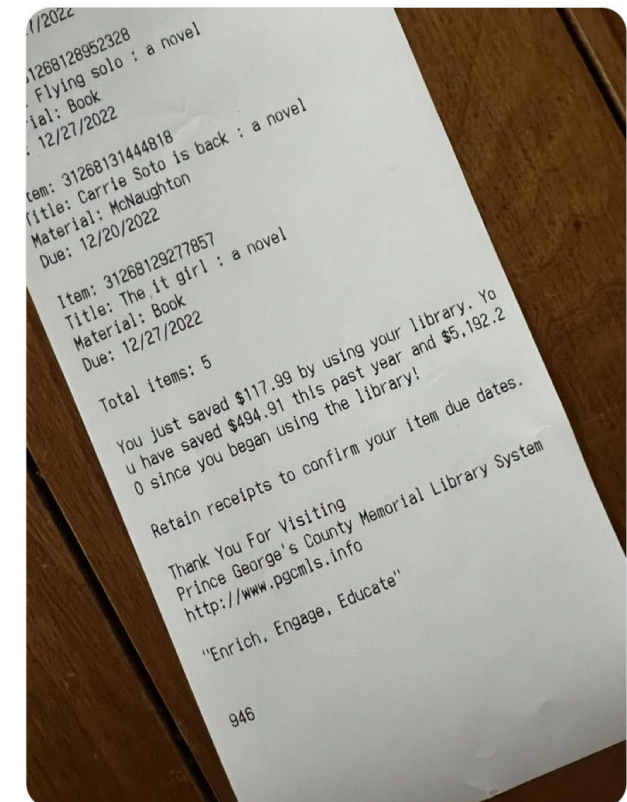 /2022
31268128952328
Flying solo : a novel
ial: Book
: 12/27/2022
tem: 31268131444818
Title: Carrie Soto is back : a novel
Material: McNaughton
Due: 12/20/2022
Item: 31268129277857
Title: The it girl : a novel
Material: Book
Due: 12/27/2022
Total items: 5
You just saved $117.99 by using your library. Yo
u have saved $494.91 this past year and $5,192.2
0 since you began using the library!
Retain receipts to confirm your item due dates.
Thank You For Visiting
Prince George's County Memorial Library System
http://www.pgcmls.info
"Enrich, Engage, Educate"
946